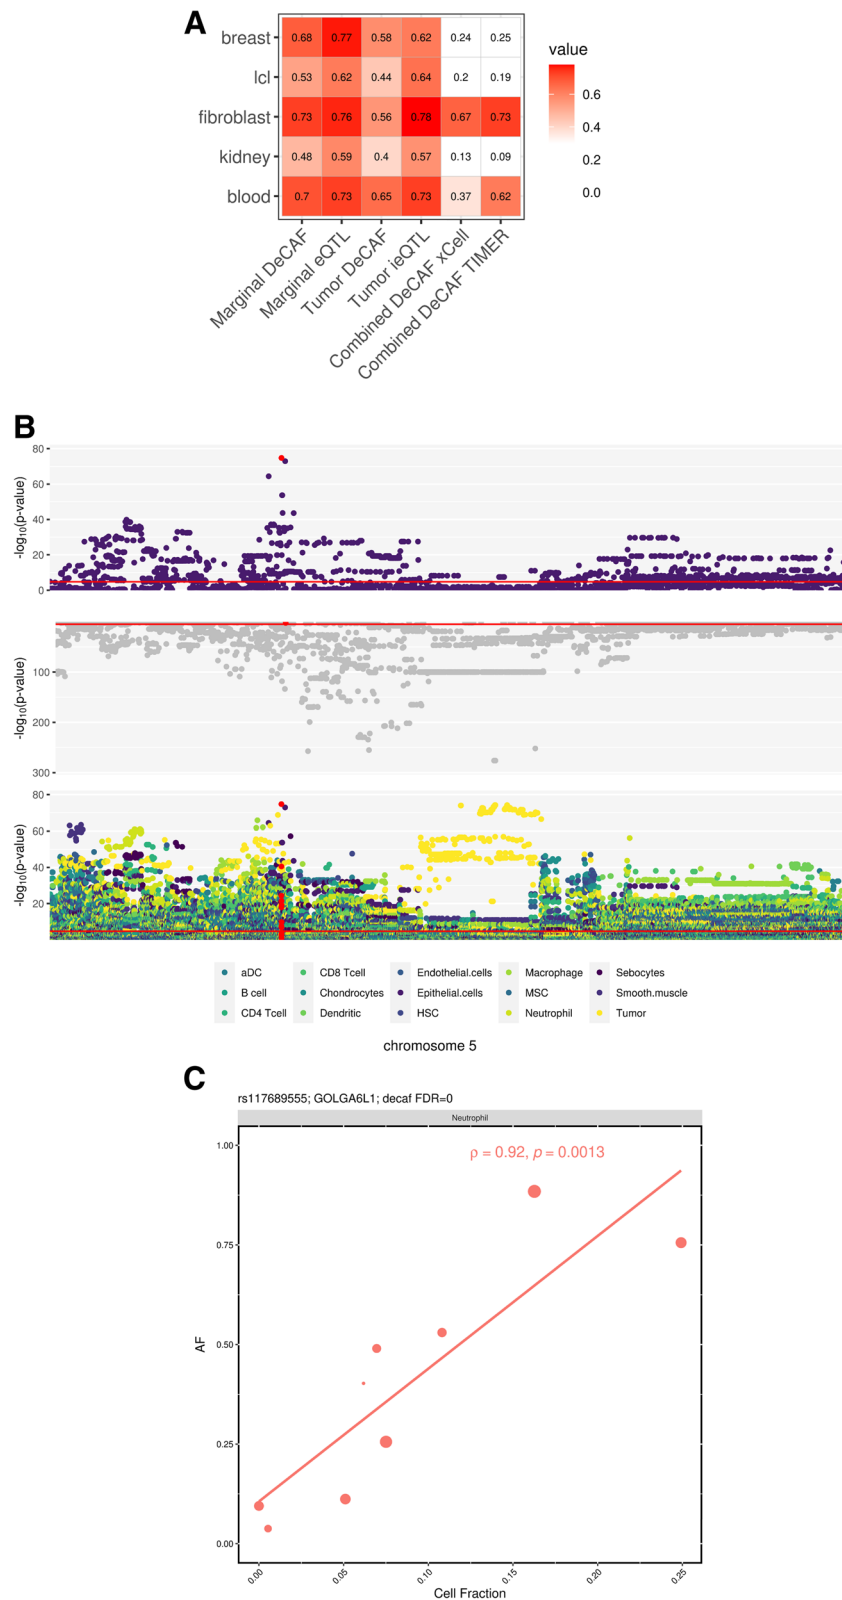 A
breast
0.68 0.77 0.58 0.62 0.24 0.25
lcl
0.53 0.62 0.44 0.64 0.2 0.19
fibroblast
0.73 0.76 0.56 0.78 0.67 0.73
kidney
0.48 0.59 0.4 0.57 0.13 0.09
blood
0.7 0.73 0.65 0.73 0.37 0.62
Marginal DeCAF
Marginal eQTL
Tumor DeCAF
Tumor ieQTL
Combined DeCAF xCell
Combined DeCAF TIMER
value
0.6
0.4
0.2
0.0
B
-log10(p-value)
80
60
40
20
0
-log10(p-value)
100
200
300
-log10(p-value)
80
60
40
20
aDC CD8 Tcell Endothelial.cells Macrophage Sebocytes
B cell Chondrocytes Epithelial.cells MSC Smooth.muscle
CD4 Tcell Dendritic HSC Neutrophil Tumor
chromosome 5
C
rs117689555; GOLGA6L1; decaf FDR=0
Neutrophil
ρ = 0.92, p = 0.0013
AF
1.00
0.75
0.50
0.25
0.00
0.00 0.05 0.10 0.15 0.20 0.25
Cell Fraction